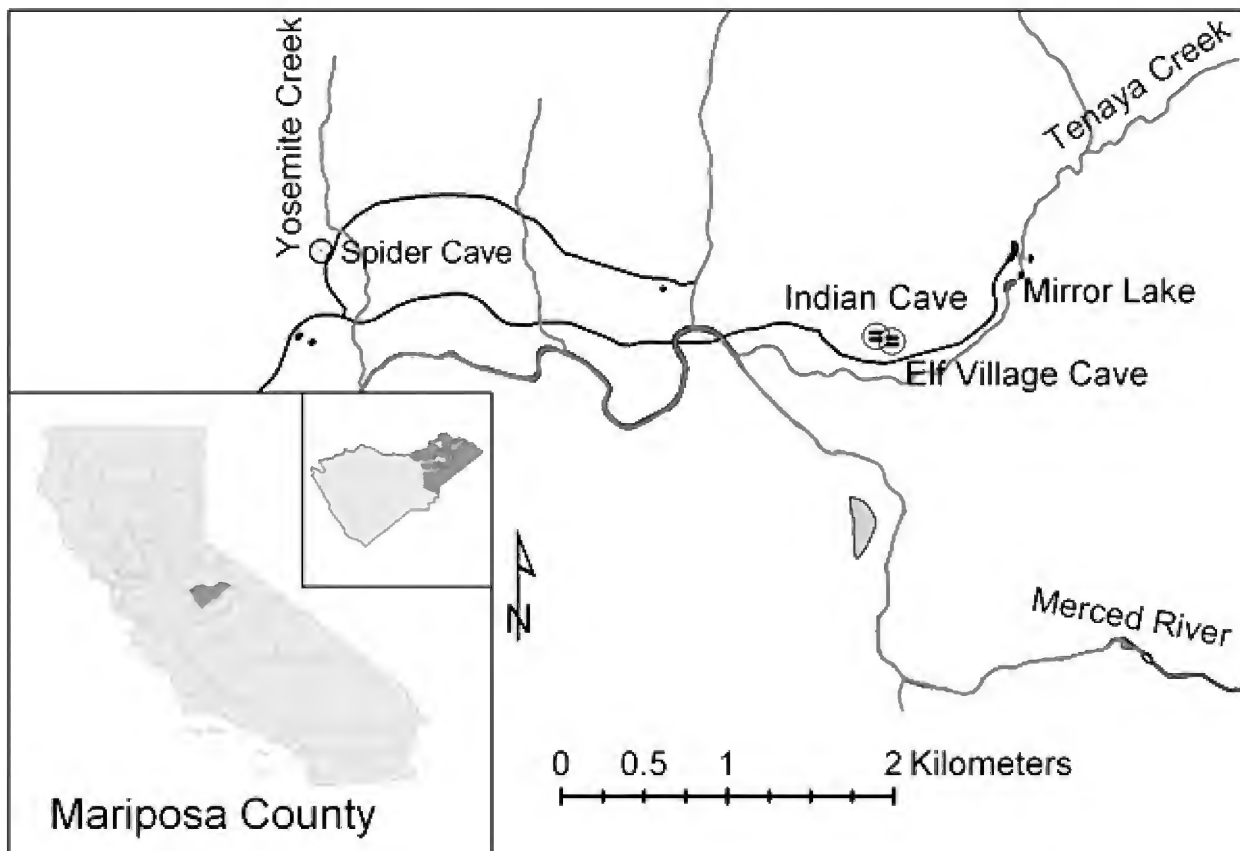 Yosemite Creek
Tenaya Creek
Spider Cave
Indian Cave
Mirror Lake
Elf Village Cave
N
Merced River
0 0.5 1 2 Kilometers
Mariposa County